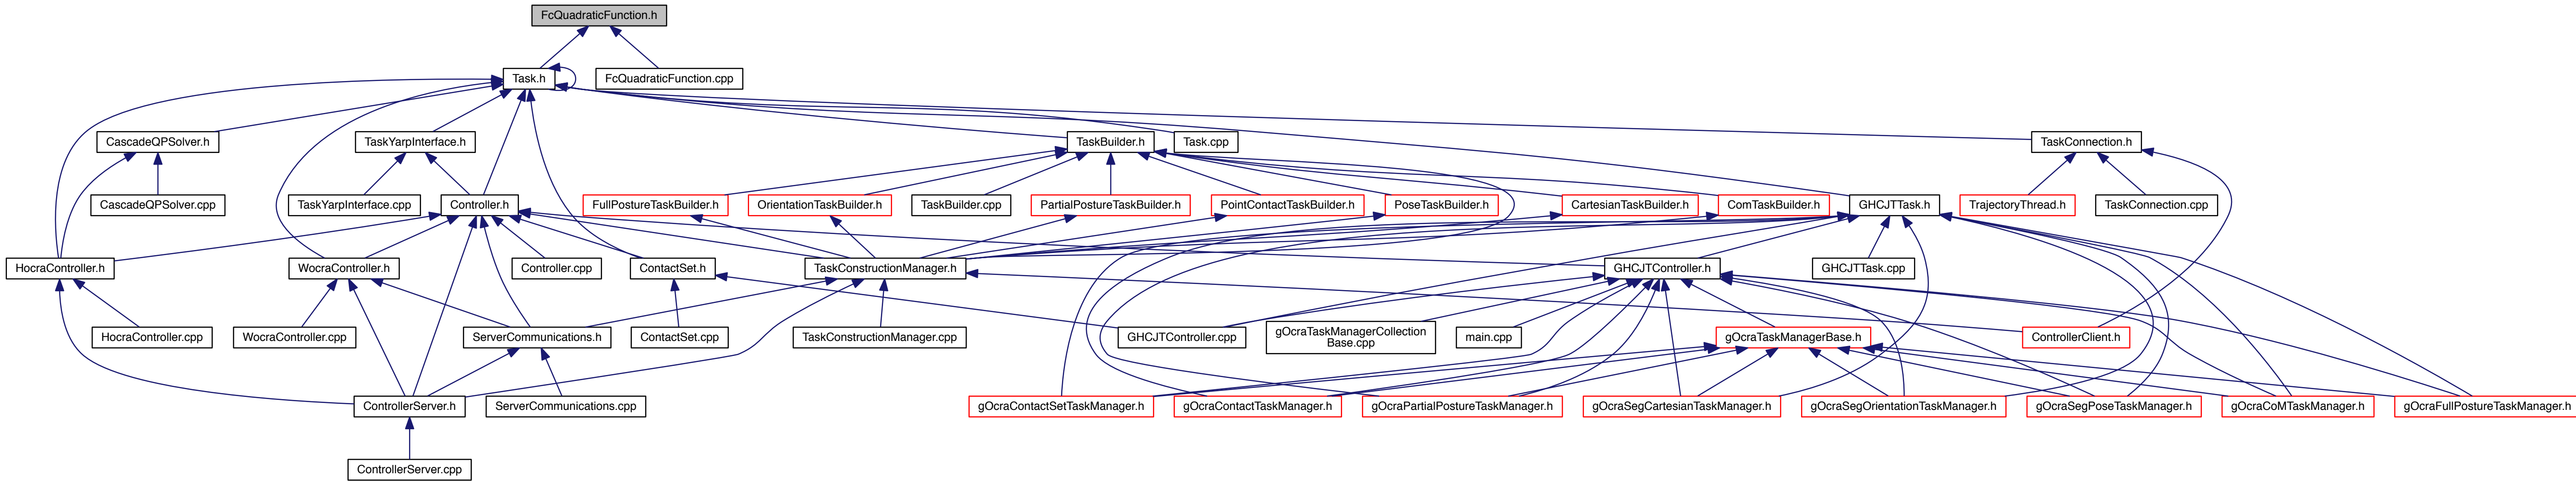 FcQuadraticFunction.h
Task.h
FcQuadraticFunction.cpp
CascadeQPSolver.h
TaskYarpInterface.h
TaskBuilder.h
Task.cpp
TaskConnection.h
CascadeQPSolver.cpp
TaskYarpInterface.cpp
Controller.h
FullPostureTaskBuilder.h
OrientationTaskBuilder.h
TaskBuilder.cpp
PartialPostureTaskBuilder.h
PointContactTaskBuilder.h
PoseTaskBuilder.h
CartesianTaskBuilder.h
ComTaskBuilder.h
GHCJTTask.h
TrajectoryThread.h
TaskConnection.cpp
HocraController.h
WocraController.h
Controller.cpp
ContactSet.h
TaskConstructionManager.h
GHCJTController.h
GHCJTTask.cpp
HocraController.cpp
WocraController.cpp
ServerCommunications.h
ContactSet.cpp
TaskConstructionManager.cpp
GHCJTController.cpp
gOcraTaskManagerCollection
Base.cpp
main.cpp
gOcraTaskManagerBase.h
ControllerClient.h
ControllerServer.h
ServerCommunications.cpp
gOcraContactSetTaskManager.h
gOcraContactTaskManager.h
gOcraPartialPostureTaskManager.h
gOcraSegCartesianTaskManager.h
gOcraSegOrientationTaskManager.h
gOcraSegPoseTaskManager.h
gOcraCoMTaskManager.h
gOcraFullPostureTaskManager.h
ControllerServer.cpp